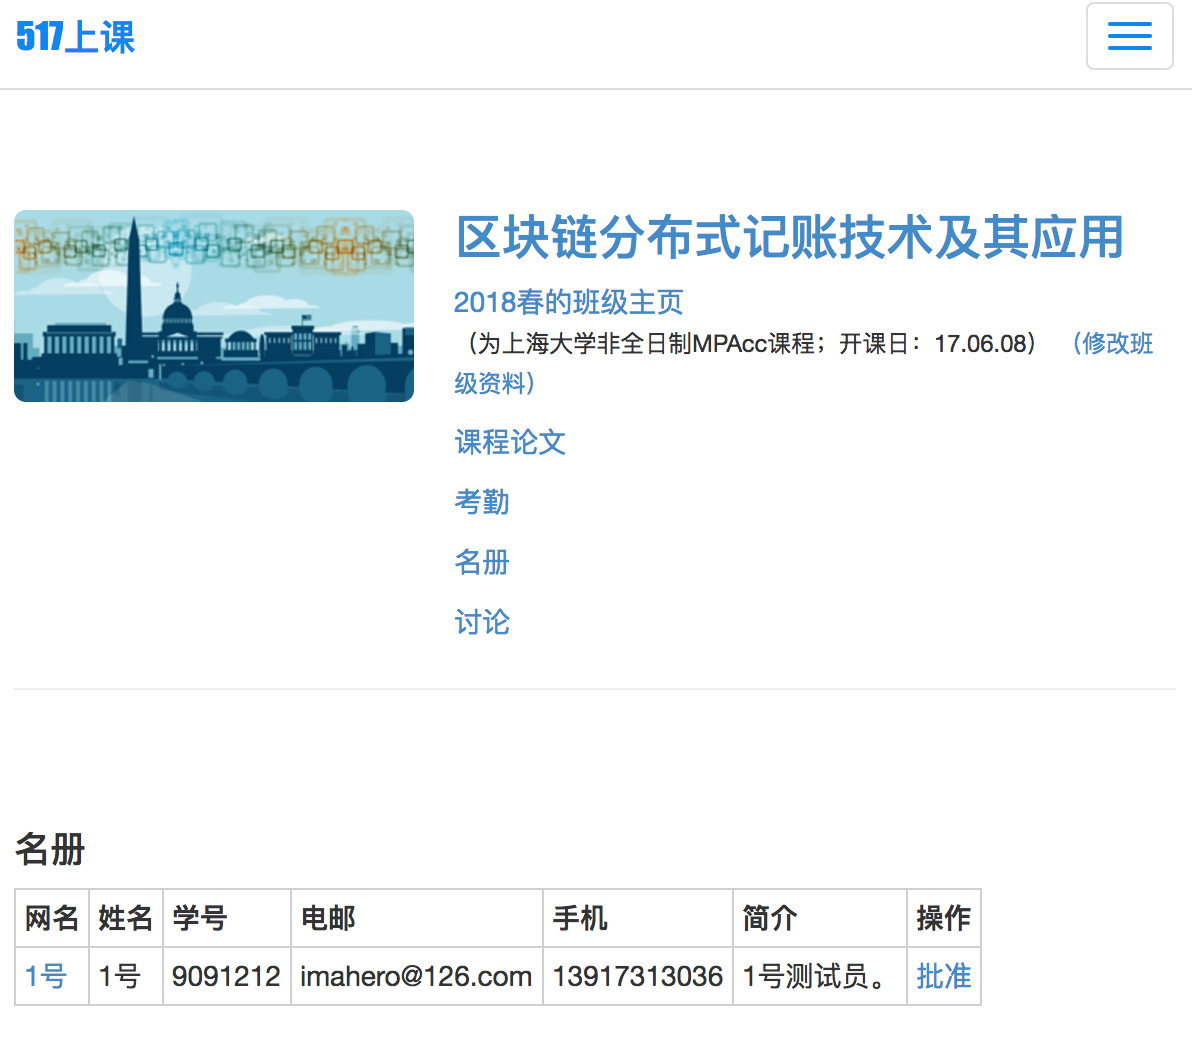 517上课
区块链分布式记账技术及其应用
2018春的班级主页
（为上海大学非全日制MPAcc课程；开课日：17.06.08） （修改班
级资料）
课程论文
考勤
名册
讨论
名册
网名 姓名 学号 电邮 手机 简介 操作
1号 1号 9091212 imahero@126.com 13917313036 1号测试员。 批准